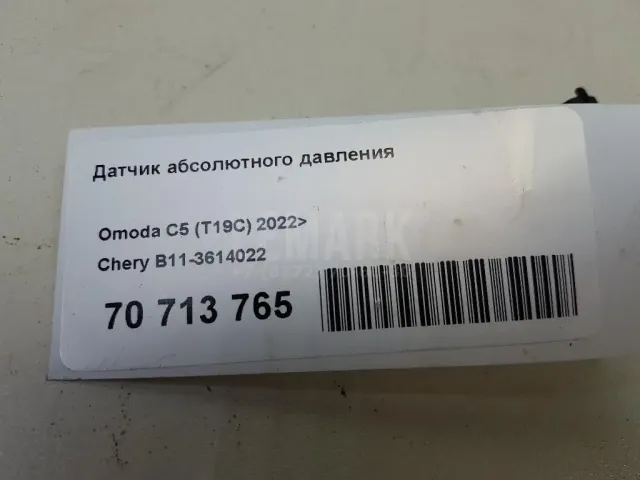 Датчик абсолютного давления
Omoda C5 (T19C) 2022>
Chery B11-3614022
70 713 765